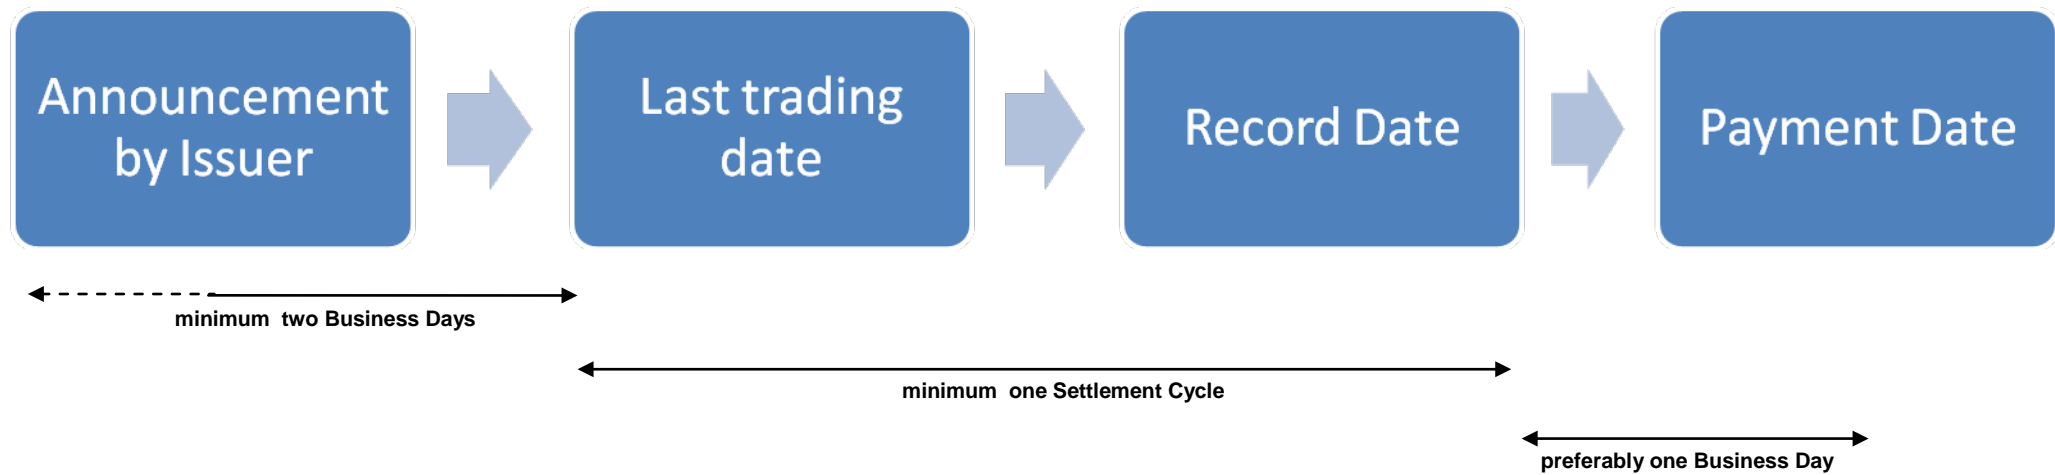 Announcement
by Issuer
Last trading
date
Record Date
Payment Date
minimum two Business Days
minimum one Settlement Cycle
preferably one Business Day